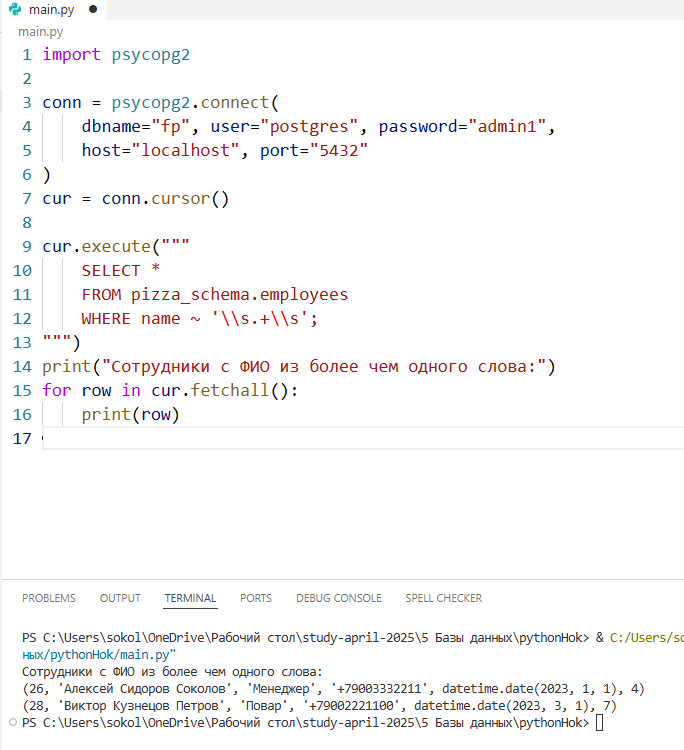 main.py
main.py
1 import psycopg2
2
3 conn = psycopg2.connect(
4     dbname="fp", user="postgres", password="admin1",
5     host="localhost", port="5432"
6 )
7 cur = conn.cursor()
8
9 cur.execute("""
10     SELECT *
11     FROM pizza_schema.employees
12     WHERE name ~ '\\s.+\\s';
13 """)
14 print("Сотрудники с ФИО из более чем одного слова:")
15 for row in cur.fetchall():
16     print(row)
17
PROBLEMS OUTPUT TERMINAL PORTS DEBUG CONSOLE SPELL CHECKER
PS C:\Users\sokol\OneDrive\Рабочий стол\study-april-2025\5 Базы данных\pythonHok> & C:/Users/so
ных/pythonHok/main.py"
Сотрудники с ФИО из более чем одного слова:
(26, 'Алексей Сидоров Соколов', 'Менеджер', '+79003332211', datetime.date(2023, 1, 1), 4)
(28, 'Виктор Кузнецов Петров', 'Повар', '+79002221100', datetime.date(2023, 3, 1), 7)
PS C:\Users\sokol\OneDrive\Рабочий стол\study-april-2025\5 Базы данных\pythonHok>